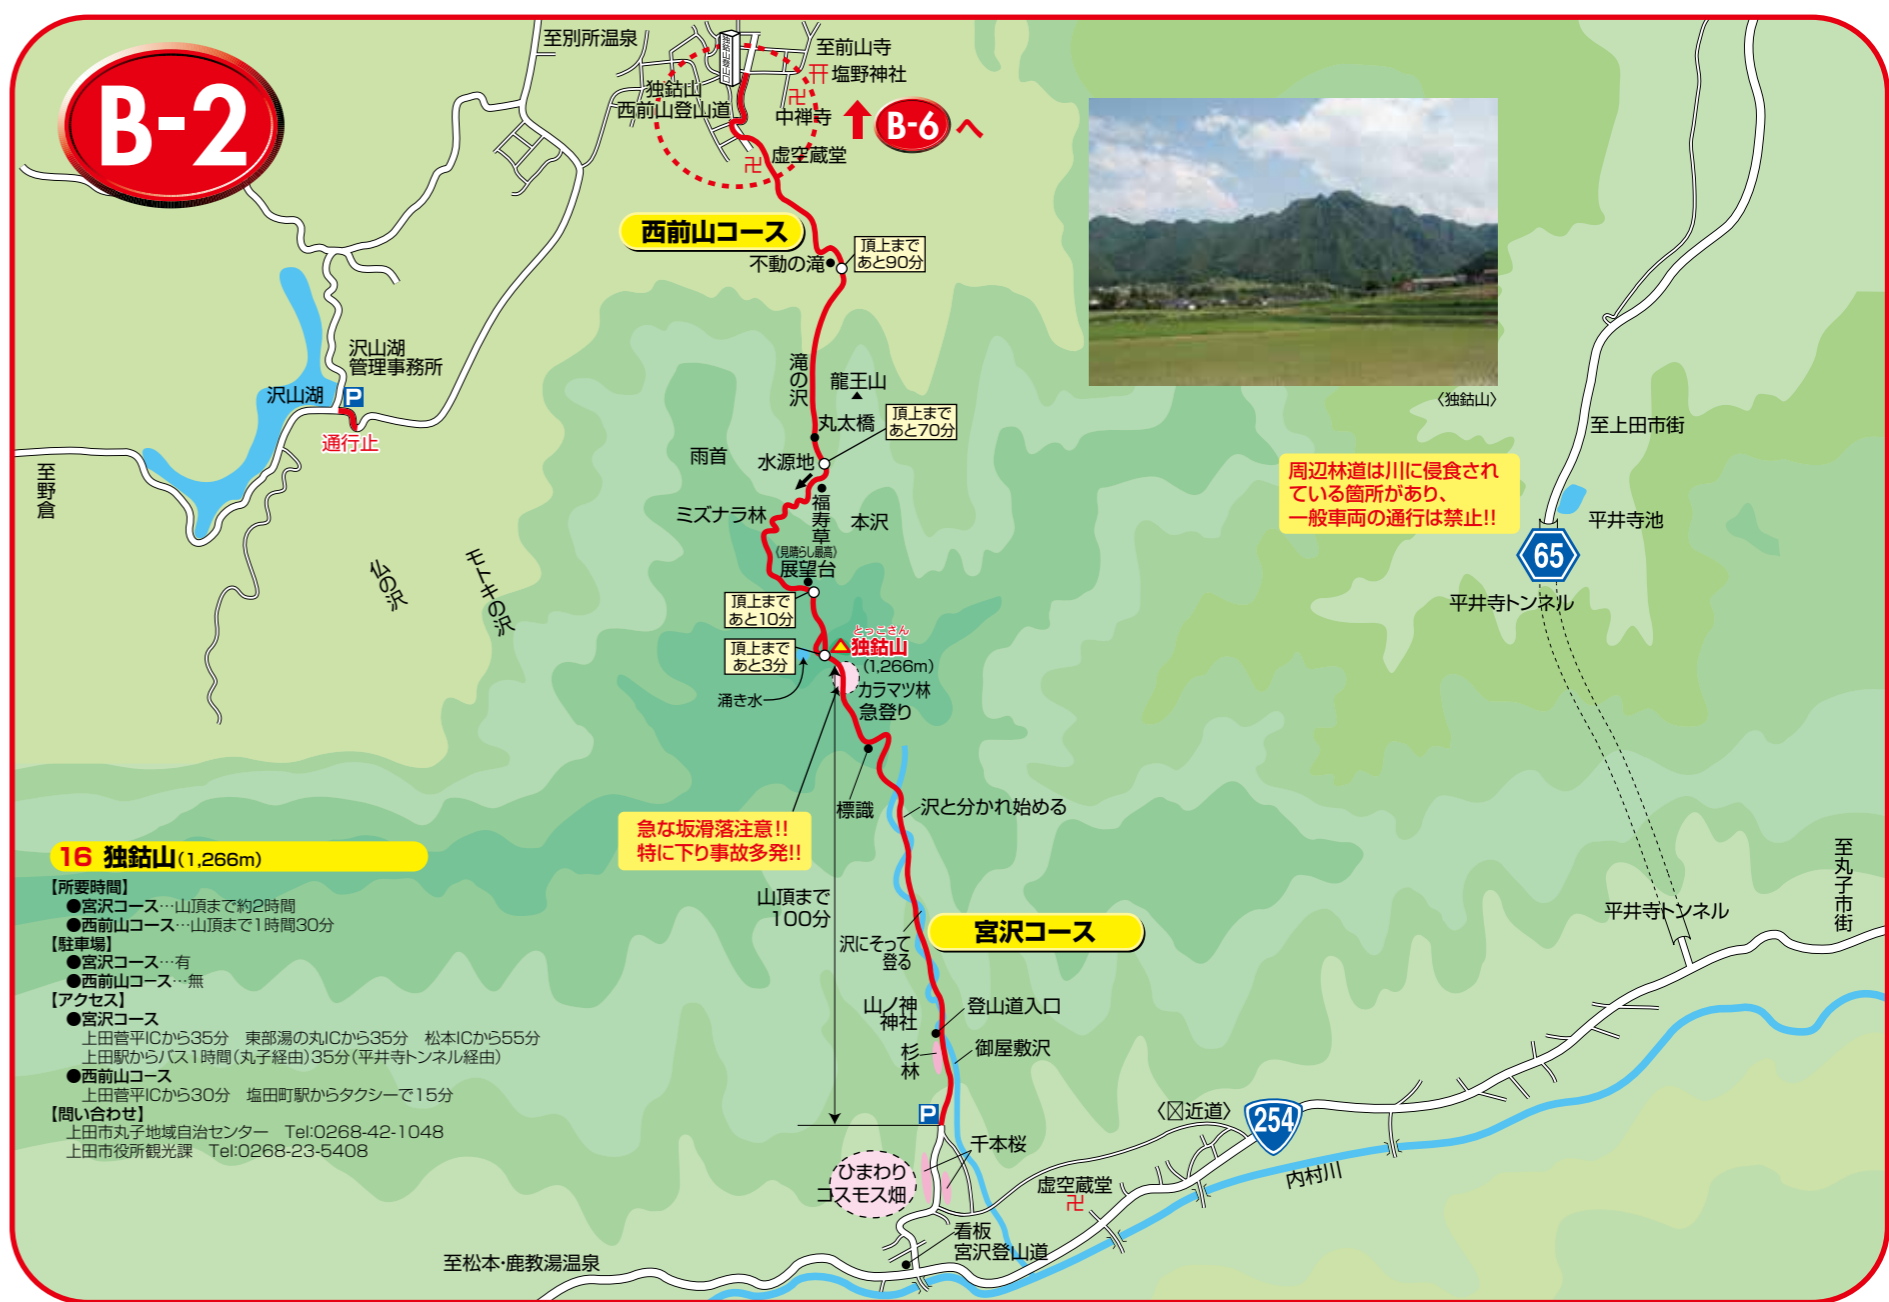 B-2
至別所温泉
独鈷山登山口
至前山寺
塩野神社
独鈷山
西前山登山道
中禅寺
B-6へ
虚空蔵堂
西前山コース
不動の滝
頂上まで
あと90分
沢山湖
管理事務所
沢山湖
P
通行止
至野倉
仏の沢
モトキの沢
滝の沢
龍王山
丸太橋
頂上まで
あと70分
雨首
水源地
福寿草
ミズナラ林
本沢
〈見晴らし最高〉
展望台
頂上まで
あと10分
頂上まで
あと3分
とっこさん
独鈷山
(1,266m)
湧き水
カラマツ林
急登り
標識
沢と分かれ始める
急な坂滑落注意!!
特に下り事故多発!!
山頂まで
100分
宮沢コース
沢にそって
登る
山ノ神
神社
登山道入口
杉林
御屋敷沢
P
千本桜
ひまわり
コスモス畑
看板
宮沢登山道
至松本・鹿教湯温泉
虚空蔵堂
近道〉
254
内村川
〈独鈷山〉
至上田市街
周辺林道は川に侵食され
ている箇所があり、
一般車両の通行は禁止!!
平井寺池
65
平井寺トンネル
平井寺トンネル
至丸子市街
16 独鈷山(1,266m)
【所要時間】
●宮沢コース…山頂まで約2時間
●西前山コース…山頂まで1時間30分
【駐車場】
●宮沢コース…有
●西前山コース…無
【アクセス】
●宮沢コース
上田菅平ICから35分 東部湯の丸ICから35分 松本ICから55分
上田駅からバス1時間(丸子経由)35分(平井寺トンネル経由)
●西前山コース
上田菅平ICから30分 塩田町駅からタクシーで15分
【問い合わせ】
上田市丸子地域自治センター Tel:0268-42-1048
上田市役所観光課 Tel:0268-23-5408